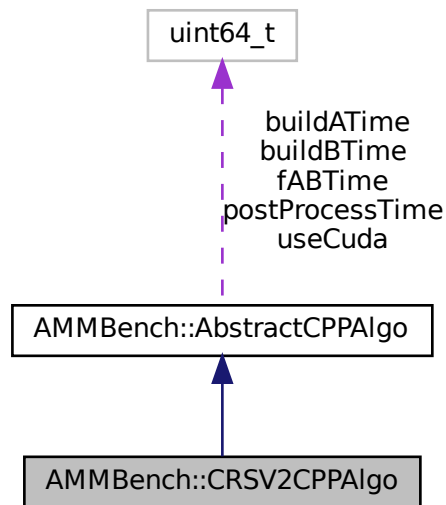 uint64_t
buildATime
buildBTime
fABTime
postProcessTime
useCuda
AMMBench::AbstractCPPAlgo
AMMBench::CRSV2CPPAlgo